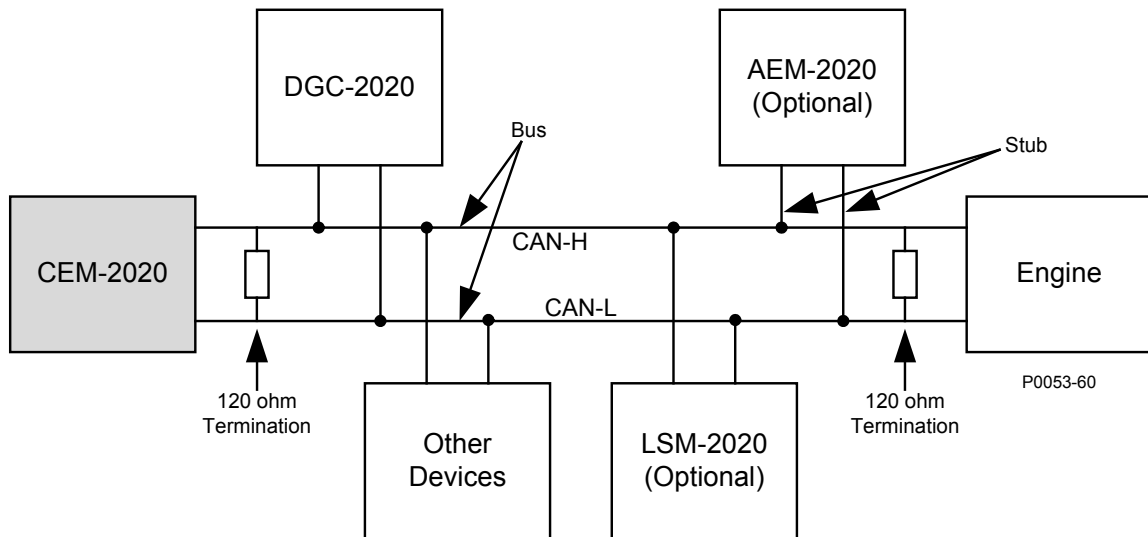 DGC-2020
AEM-2020
(Optional)
Bus
Stub
CAN-H
CEM-2020
Engine
CAN-L
P0053-60
120 ohm
Termination
120 ohm
Termination
Other
Devices
LSM-2020
(Optional)